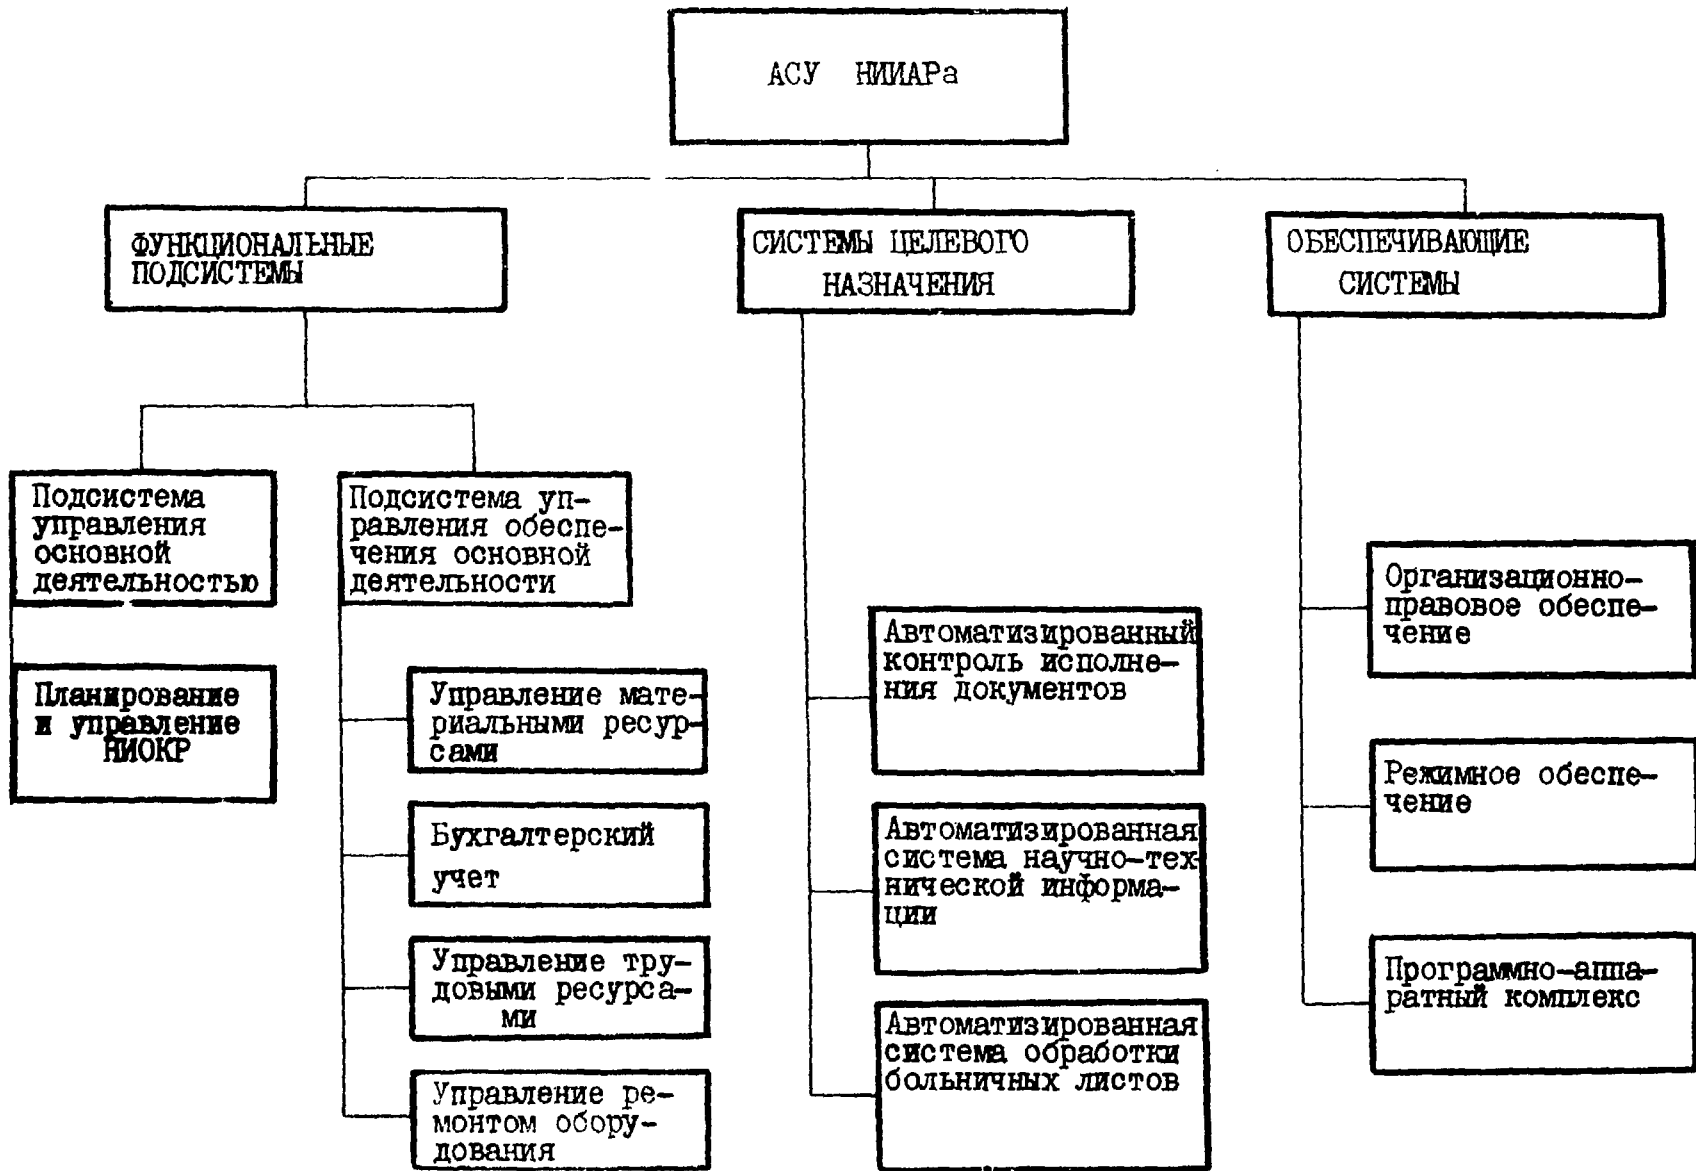 АСУ НИИАРа
ФУНКЦИОНАЛЬНЫЕ
ПОДСИСТЕМЫ
СИСТЕМЫ ЦЕЛЕВОГО
НАЗНАЧЕНИЯ
ОБЕСПЕЧИВАЮЩИЕ
СИСТЕМЫ
Подсистема
управления
основной
деятельностью
Планирование
и управление
НИОКР
Подсистема уп-
равления обеспе-
чения основной
деятельности
Управление мате-
риальными ресур-
сами
Бухгалтерский
учет
Управление тру-
довыми ресурса-
ми
Управление ре-
монтом обору-
дования
Автоматизированный
контроль исполне-
ния документов
Автоматизированная
система научно-тех
нической информа-
ции
Автоматизированная
система обработки
больничных листов
Организационно-
правовое обеспе-
чение
Режимное обеспе-
чение
Программно-аппа-
ратный комплекс